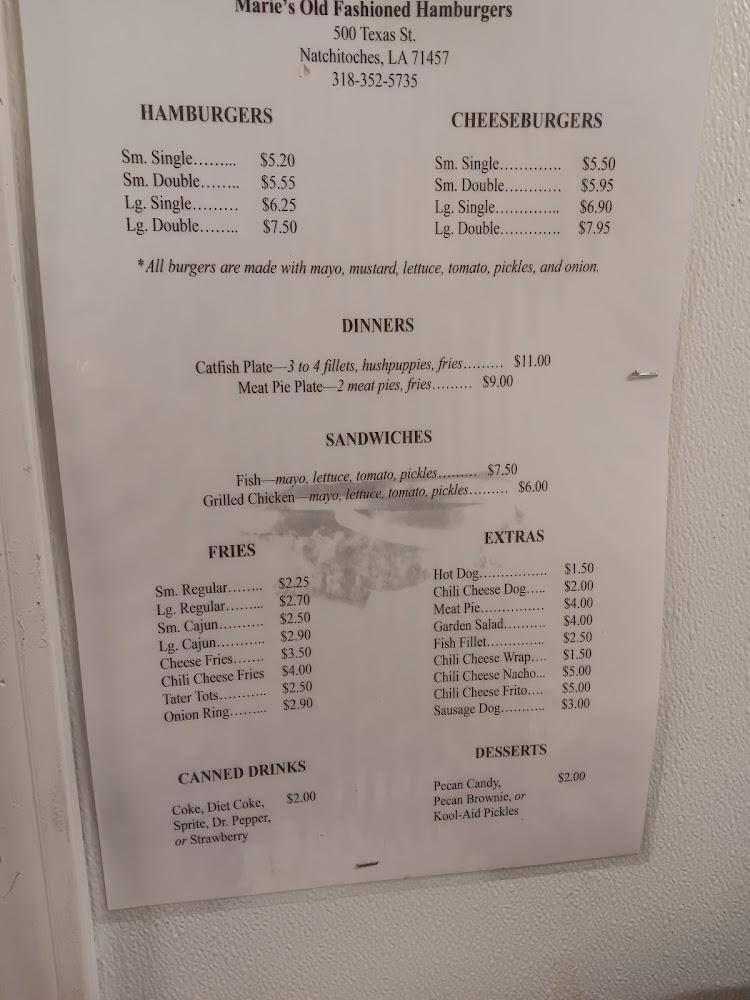 Marie's Old Fashioned Hamburgers
500 Texas St.
Natchitoches, LA 71457
318-352-5735
HAMBURGERS
Sm. Single......... $5.20
Sm. Double........ $5.55
Lg. Single......... $6.25
Lg. Double........ $7.50
CHEESEBURGERS
Sm. Single............. $5.50
Sm. Double............ $5.95
Lg. Single.............. $6.90
Lg. Double............. $7.95
*All burgers are made with mayo, mustard, lettuce, tomato, pickles, and onion.
DINNERS
Catfish Plate—3 to 4 fillets, hushpuppies, fries......... $11.00
Meat Pie Plate—2 meat pies, fries......... $9.00
SANDWICHES
Fish—mayo, lettuce, tomato, pickles......... $7.50
Grilled Chicken—mayo, lettuce, tomato, pickles......... $6.00
FRIES
Sm. Regular........ $2.25
Lg. Regular......... $2.70
Sm. Cajun........... $2.50
Lg. Cajun........... $2.90
Cheese Fries....... $3.50
Chili Cheese Fries $4.00
Tater Tots........... $2.50
Onion Ring......... $2.90
EXTRAS
Hot Dog................ $1.50
Chili Cheese Dog..... $2.00
Meat Pie............... $4.00
Garden Salad.......... $4.00
Fish Fillet.............. $2.50
Chili Cheese Wrap.... $1.50
Chili Cheese Nacho... $5.00
Chili Cheese Frito.... $5.00
Sausage Dog........... $3.00
CANNED DRINKS
Coke, Diet Coke, $2.00
Sprite, Dr. Pepper,
or Strawberry
DESSERTS
Pecan Candy, $2.00
Pecan Brownie, or
Kool-Aid Pickles